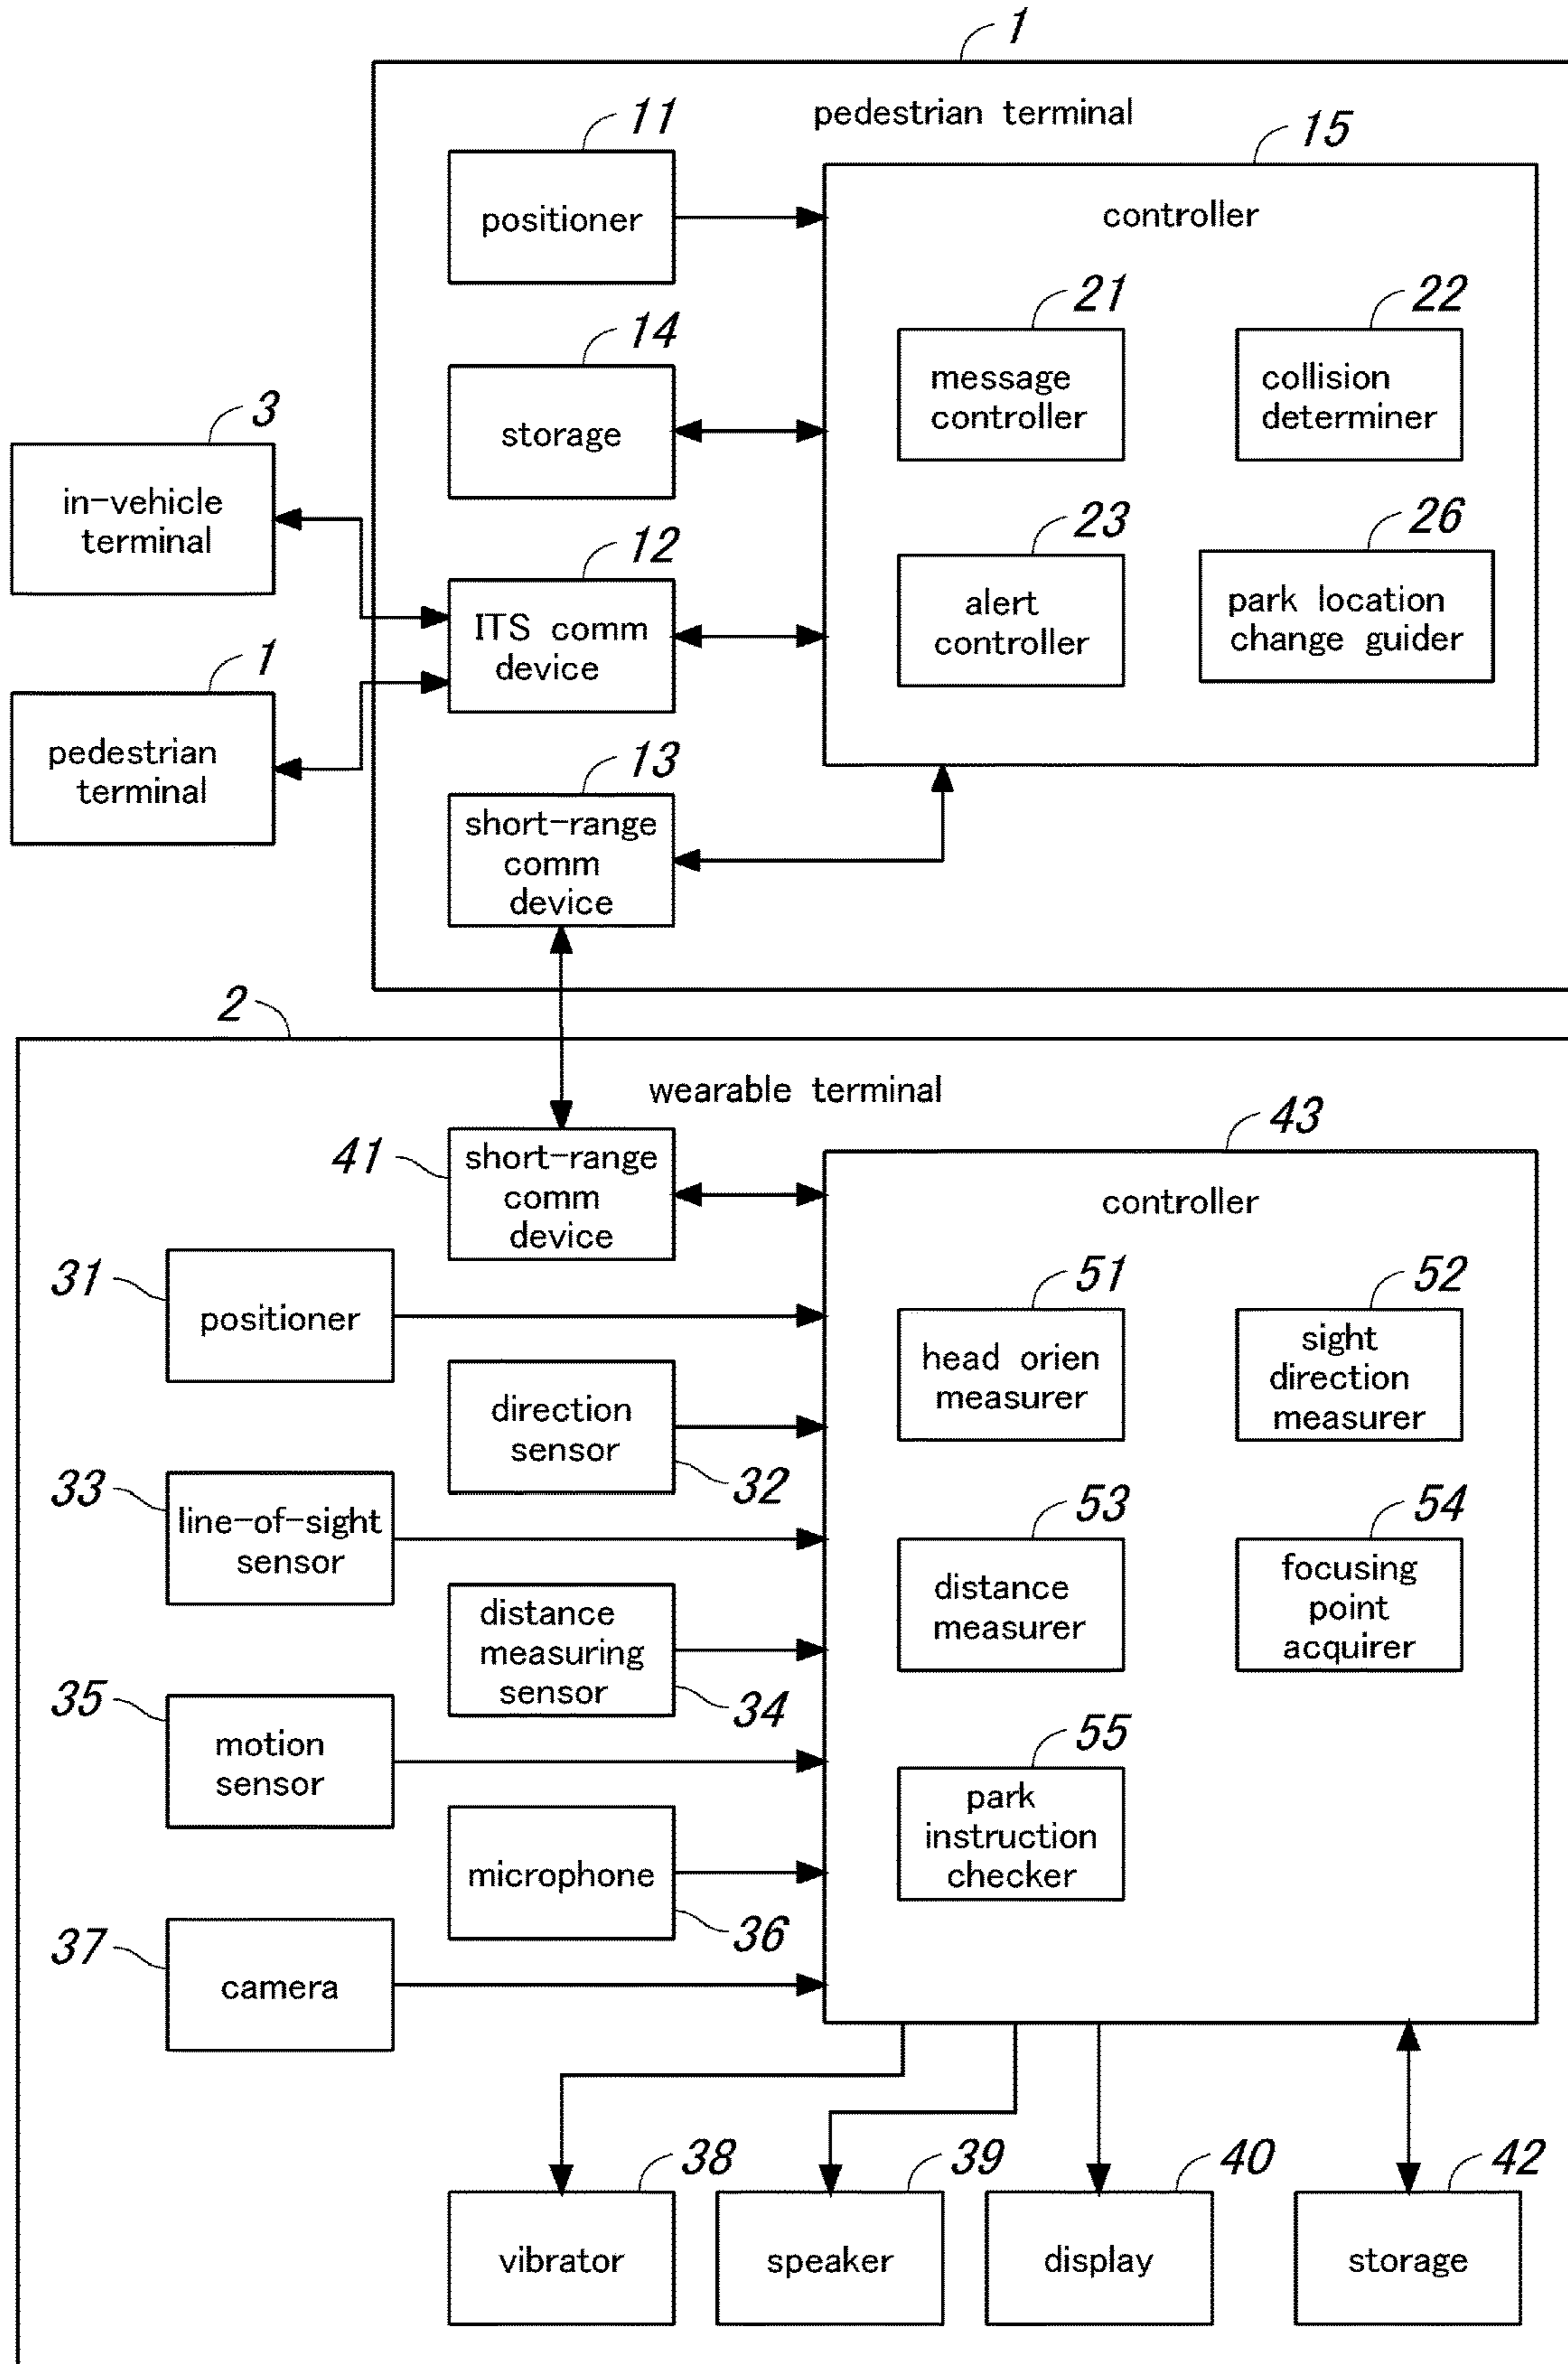 1
pedestrian terminal
11
positioner
15
controller
14
storage
21
message
controller
22
collision
determiner
3
in-vehicle
terminal
12
ITS comm
device
23
alert
controller
26
park location
change guider
1
pedestrian
terminal
13
short-range
comm
device
2
wearable terminal
41
short-range
comm
device
43
controller
31
positioner
51
head orien
measurer
52
sight
direction
measurer
direction
sensor
32
33
line-of-sight
sensor
53
distance
measurer
54
focusing
point
acquirer
distance
measuring
sensor
34
35
motion
sensor
55
park
instruction
checker
microphone
36
37
camera
38
vibrator
39
speaker
40
display
42
storage